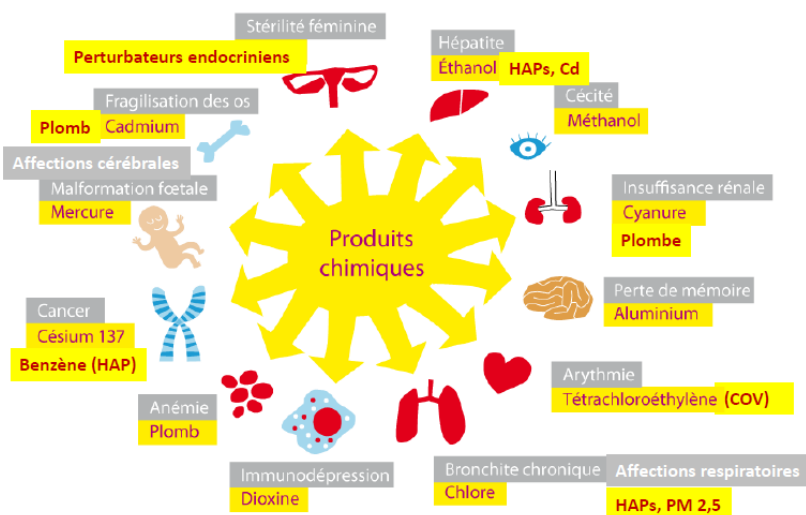 Stérilité féminine
Perturbateurs endocriniens
Hépatite
Éthanol HAPs, Cd
Cécité
Méthanol
Fragilisation des os
Plomb Cadmium
Affections cérébrales
Malformation fœtale
Mercure
Insuffisance rénale
Cyanure
Plombe
Produits
chimiques
Perte de mémoire
Aluminium
Cancer
Césium 137
Benzène (HAP)
Arythmie
Tétrachloroéthylène (COV)
Anémie
Plomb
Immunodépression
Dioxine
Bronchite chronique Affections respiratoires
Chlore
HAPs, PM 2,5